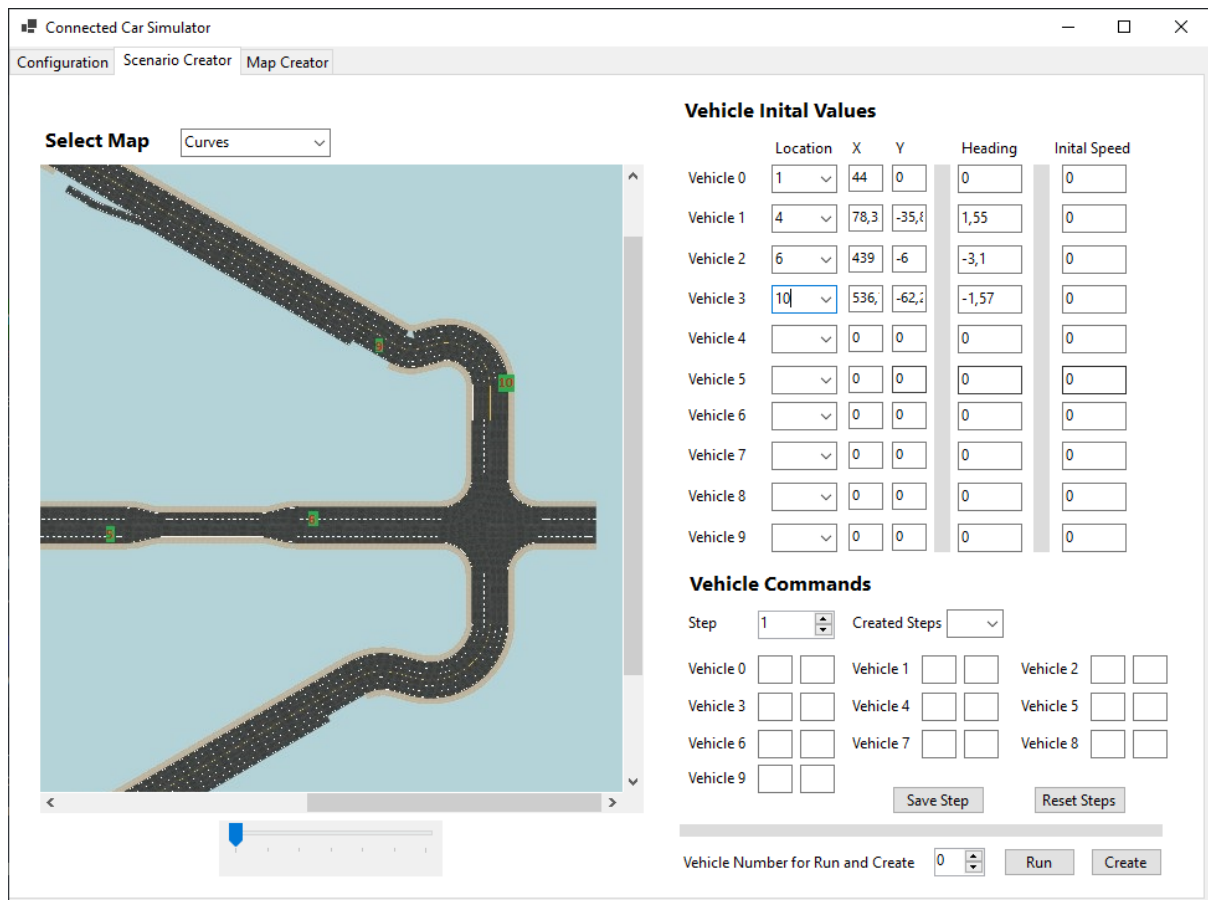 Connected Car Simulator
Configuration Scenario Creator Map Creator
Select Map Curves
10
Vehicle Inital Values
Location X Y Heading Inital Speed
Vehicle 0 1 44 0 0 0
Vehicle 1 4 78,3 -35,8 1,55 0
Vehicle 2 6 439 -6 -3,1 0
Vehicle 3 10 536, -62,2 -1,57 0
Vehicle 4 0 0 0 0
Vehicle 5 0 0 0 0
Vehicle 6 0 0 0 0
Vehicle 7 0 0 0 0
Vehicle 8 0 0 0 0
Vehicle 9 0 0 0 0
Vehicle Commands
Step 1 Created Steps
Vehicle 0 Vehicle 1 Vehicle 2
Vehicle 3 Vehicle 4 Vehicle 5
Vehicle 6 Vehicle 7 Vehicle 8
Vehicle 9
Save Step Reset Steps
Vehicle Number for Run and Create 0 Run Create